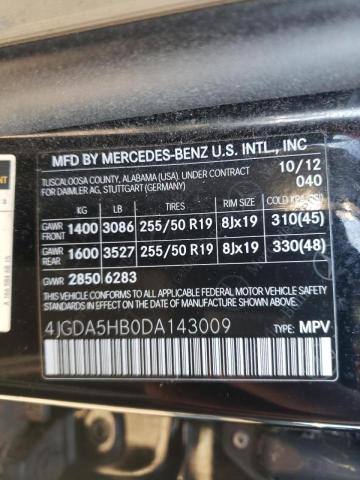 MFD BY MERCEDES-BENZ U.S. INTL., INC
TUSCALOOSA COUNTY, ALABAMA (USA), UNDER CONTRACT 10/12
FOR DAIMLER AG, STUTTGART (GERMANY) 040
KG LB TIRES RIM SIZE COLD KPA(PSI)
GAWR FRONT 1400 3086 255/50 R19 8Jx19 310(45)
GAWR REAR 1600 3527 255/50 R19 8Jx19 330(48)
GVWR 2850 6283
THIS VEHICLE CONFORMS TO ALL APPLICABLE U.S. FEDERAL MOTOR
VEHICLE SAFETY STANDARDS IN EFFECT ON THE DATE OF MANUFACTURE SHOWN ABOVE.
4JGDA5HB0DA143009 TYPE: MPV